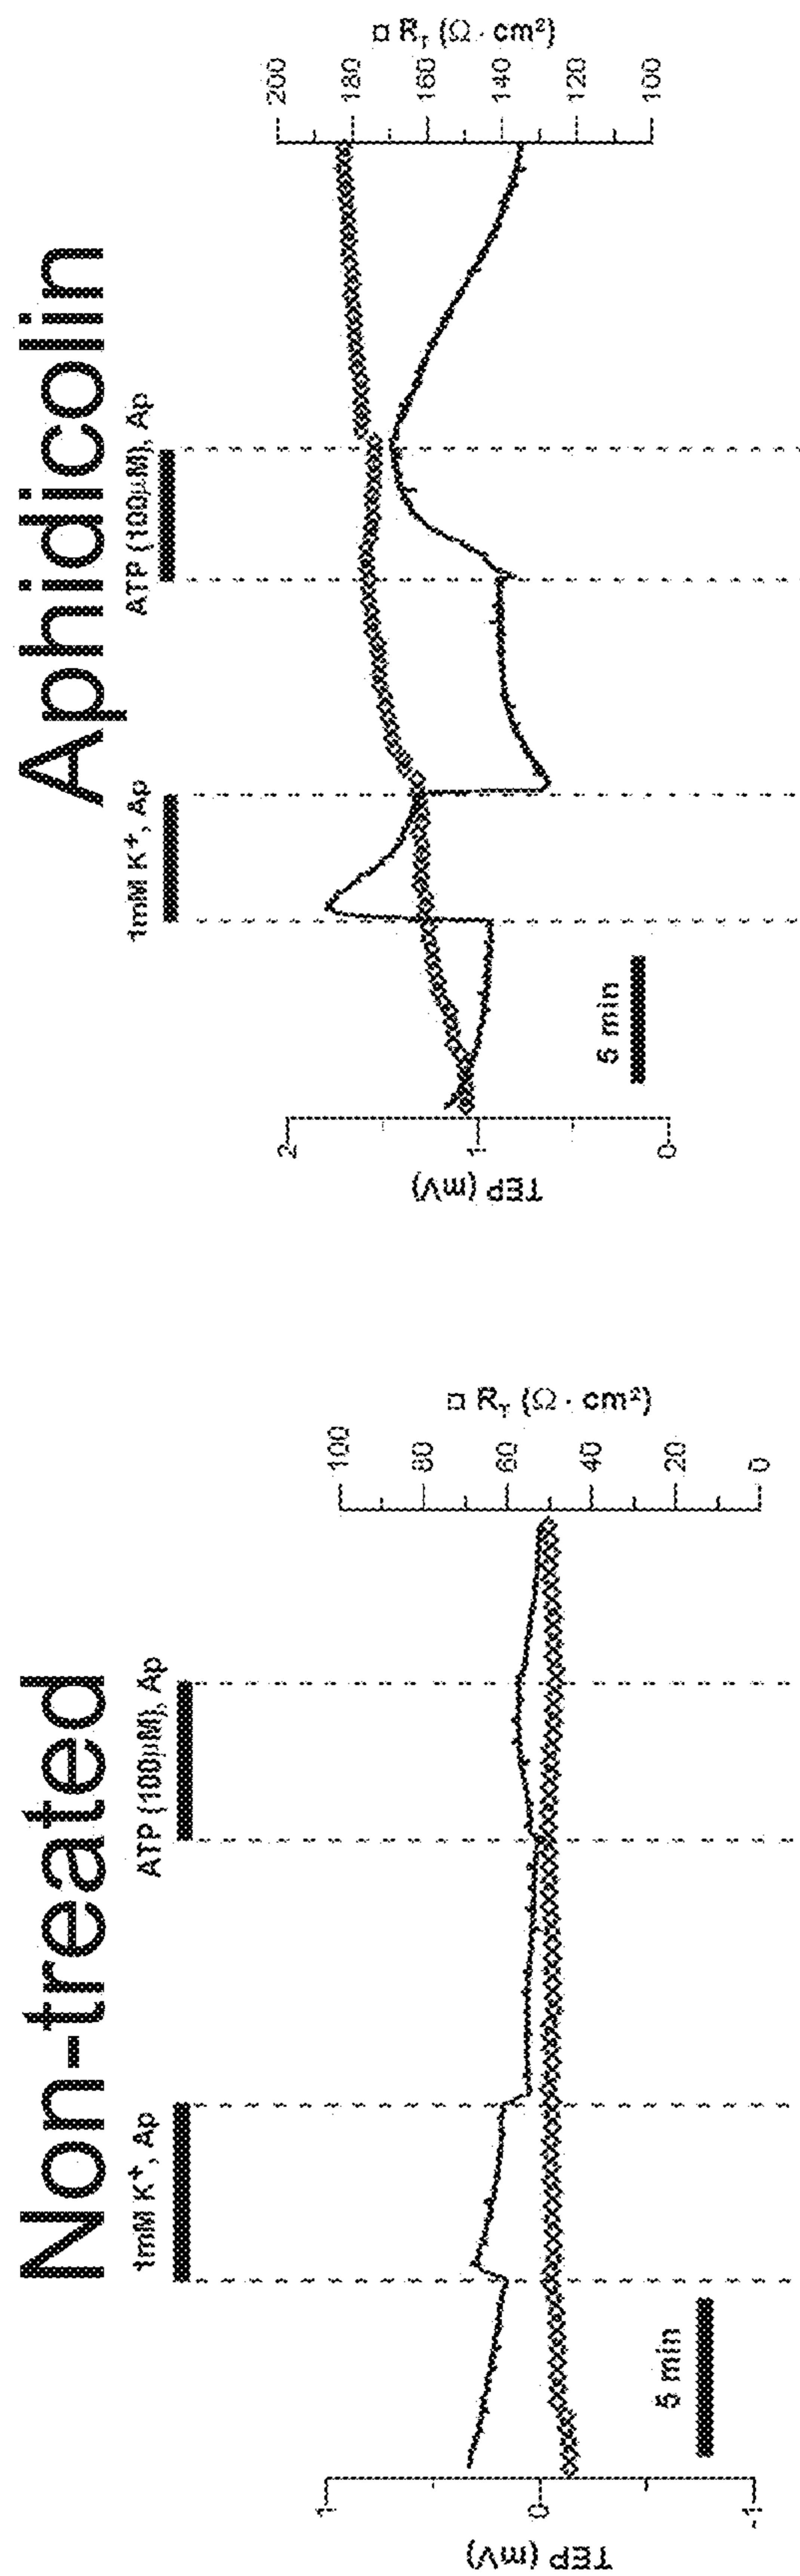 Non-treated
1mM K⁺, Ap
ATP (100µM), Ap
5 min
TEP (mV)
1
0
-1
□ R_T (Ω · cm²)
100
80
60
40
20
0
Aphidicolin
1mM K⁺, Ap
ATP (100µM), Ap
5 min
TEP (mV)
2
1
0
□ R_T (Ω · cm²)
200
180
160
140
120
100